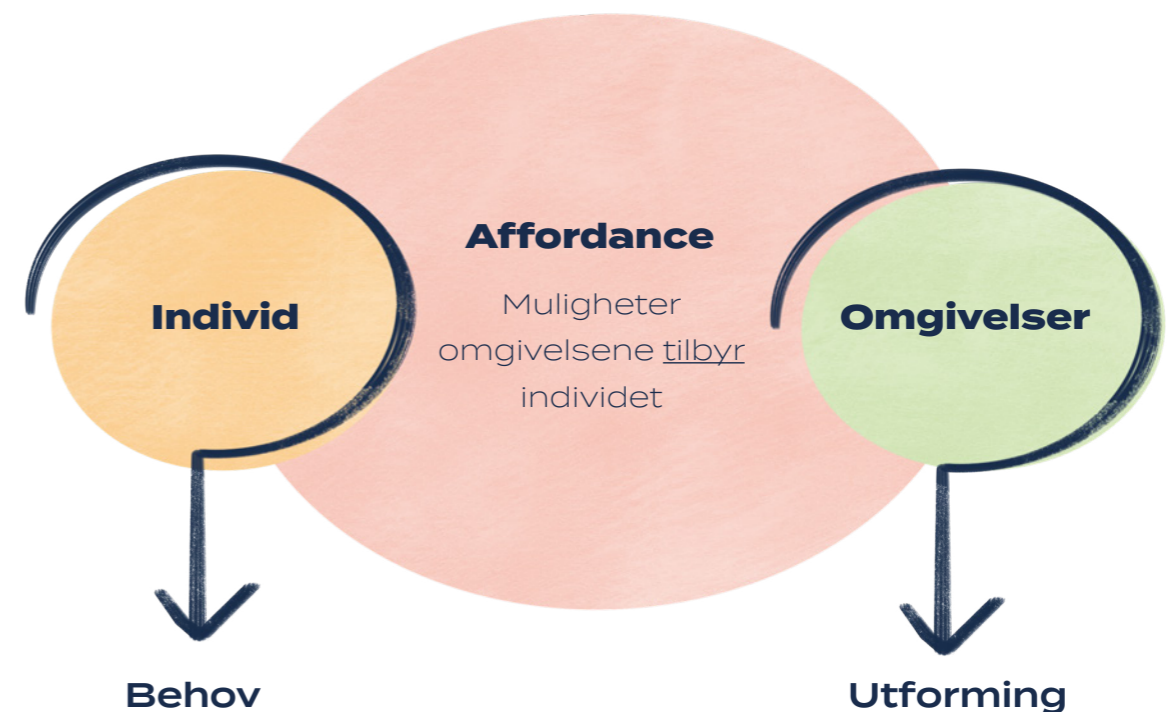 Affordance
Individ
Muligheter
omgivelsene tilbyr
individet
Omgivelser
Behov
Utforming